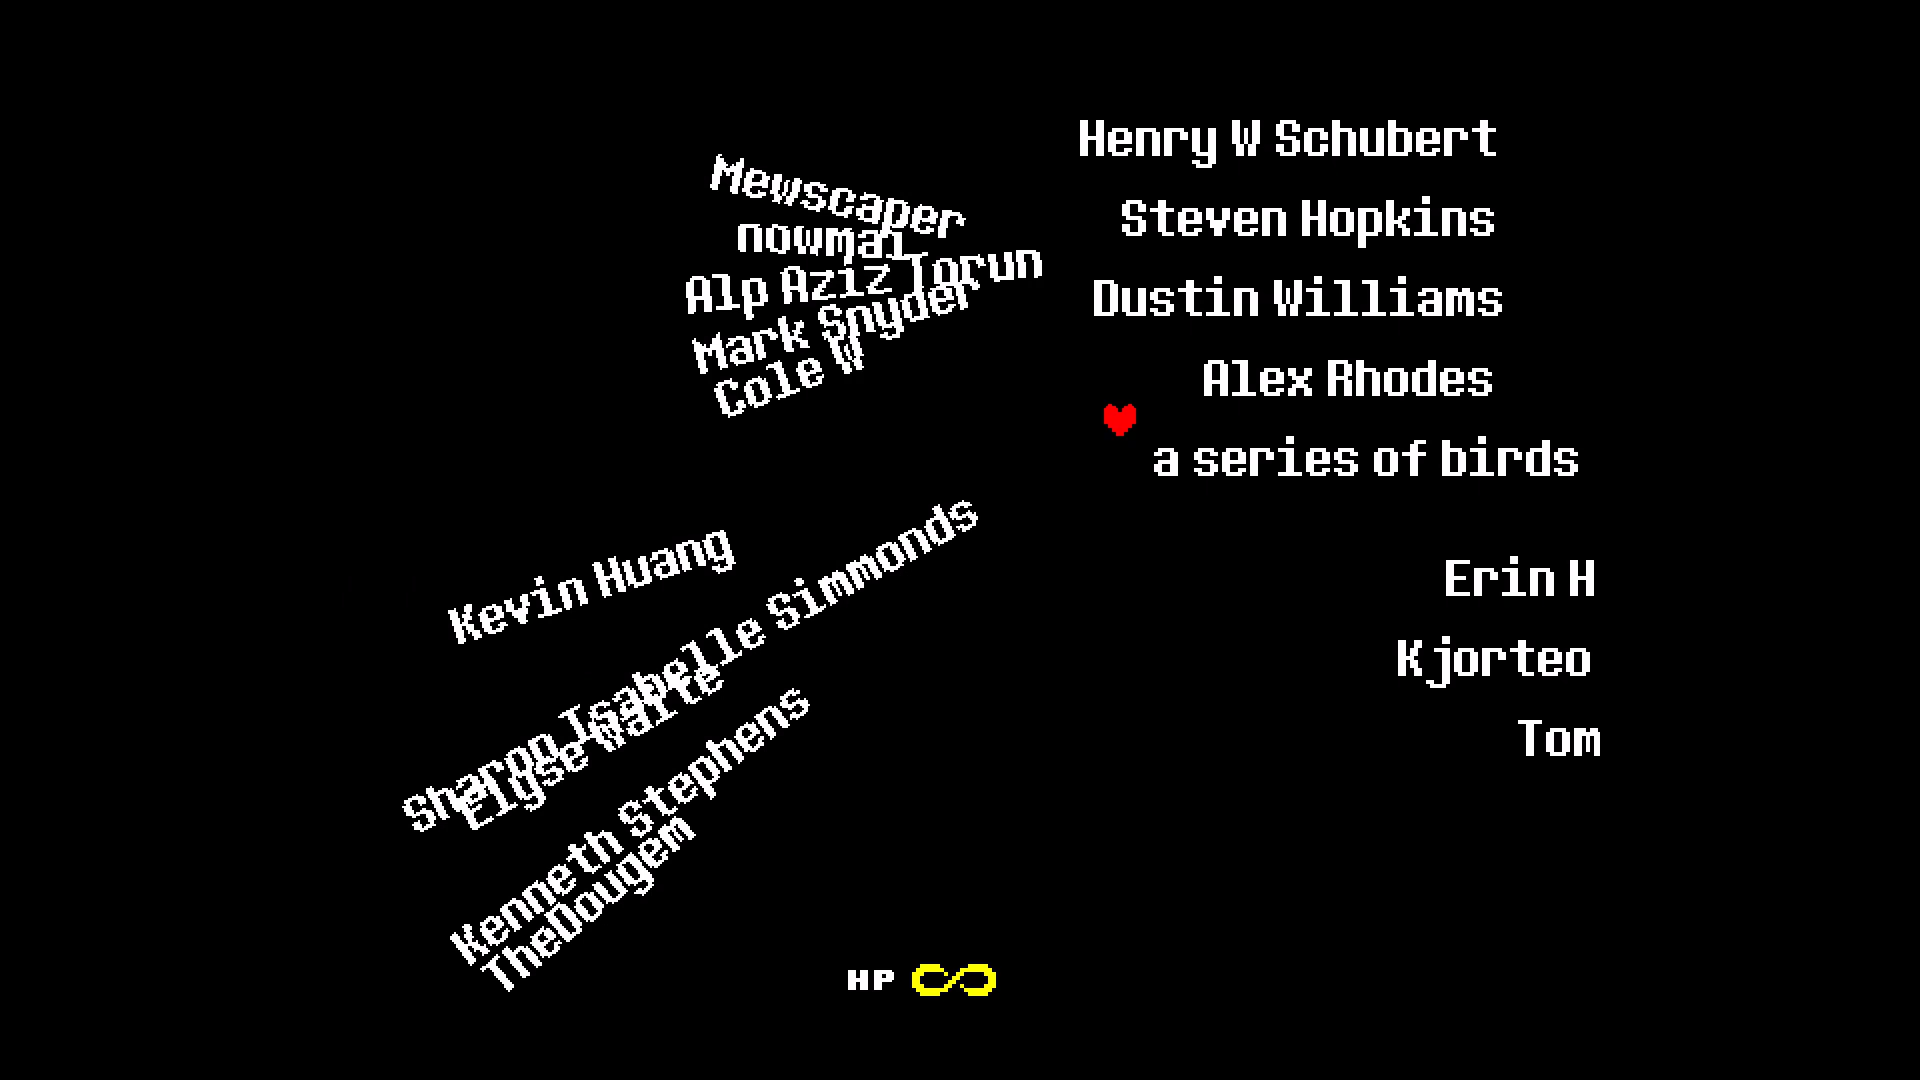 Mewscaper
nowmai
Alp Aziz Torun
Mark Snyder
Cole W
Kevin Huang
Sharon Isabelle Simmonds
Elyse Waite
Kenneth Stephens
TheDougem
Henry W Schubert
Steven Hopkins
Dustin Williams
Alex Rhodes
a series of birds
Erin H
Kjorteo
Tom
HP ∞